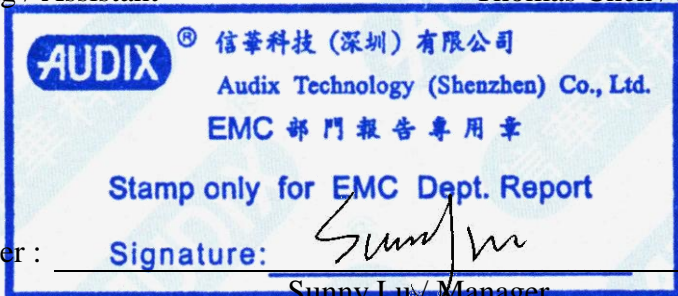 Assistant
AUDIX ® 信華科技 (深圳) 有限公司
Audix Technology (Shenzhen) Co., Ltd.
EMC 部門報告專用章
Stamp only for EMC Dept. Report
er : Signature:
Sunny Lu / Manager